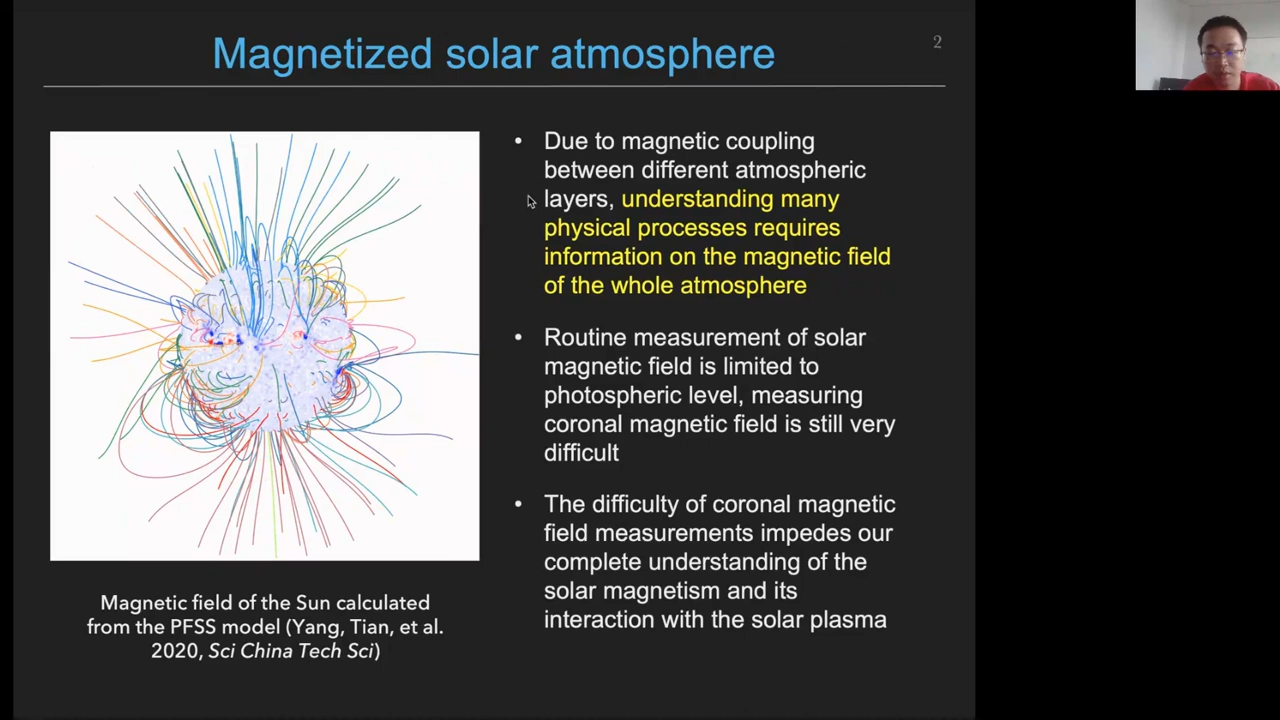 Magnetized solar atmosphere
2
• Due to magnetic coupling
between different atmospheric
layers, understanding many
physical processes requires
information on the magnetic field
of the whole atmosphere
• Routine measurement of solar
magnetic field is limited to
photospheric level, measuring
coronal magnetic field is still very
difficult
• The difficulty of coronal magnetic
field measurements impedes our
complete understanding of the
solar magnetism and its
interaction with the solar plasma
Magnetic field of the Sun calculated
from the PFSS model (Yang, Tian, et al.
2020, Sci China Tech Sci)